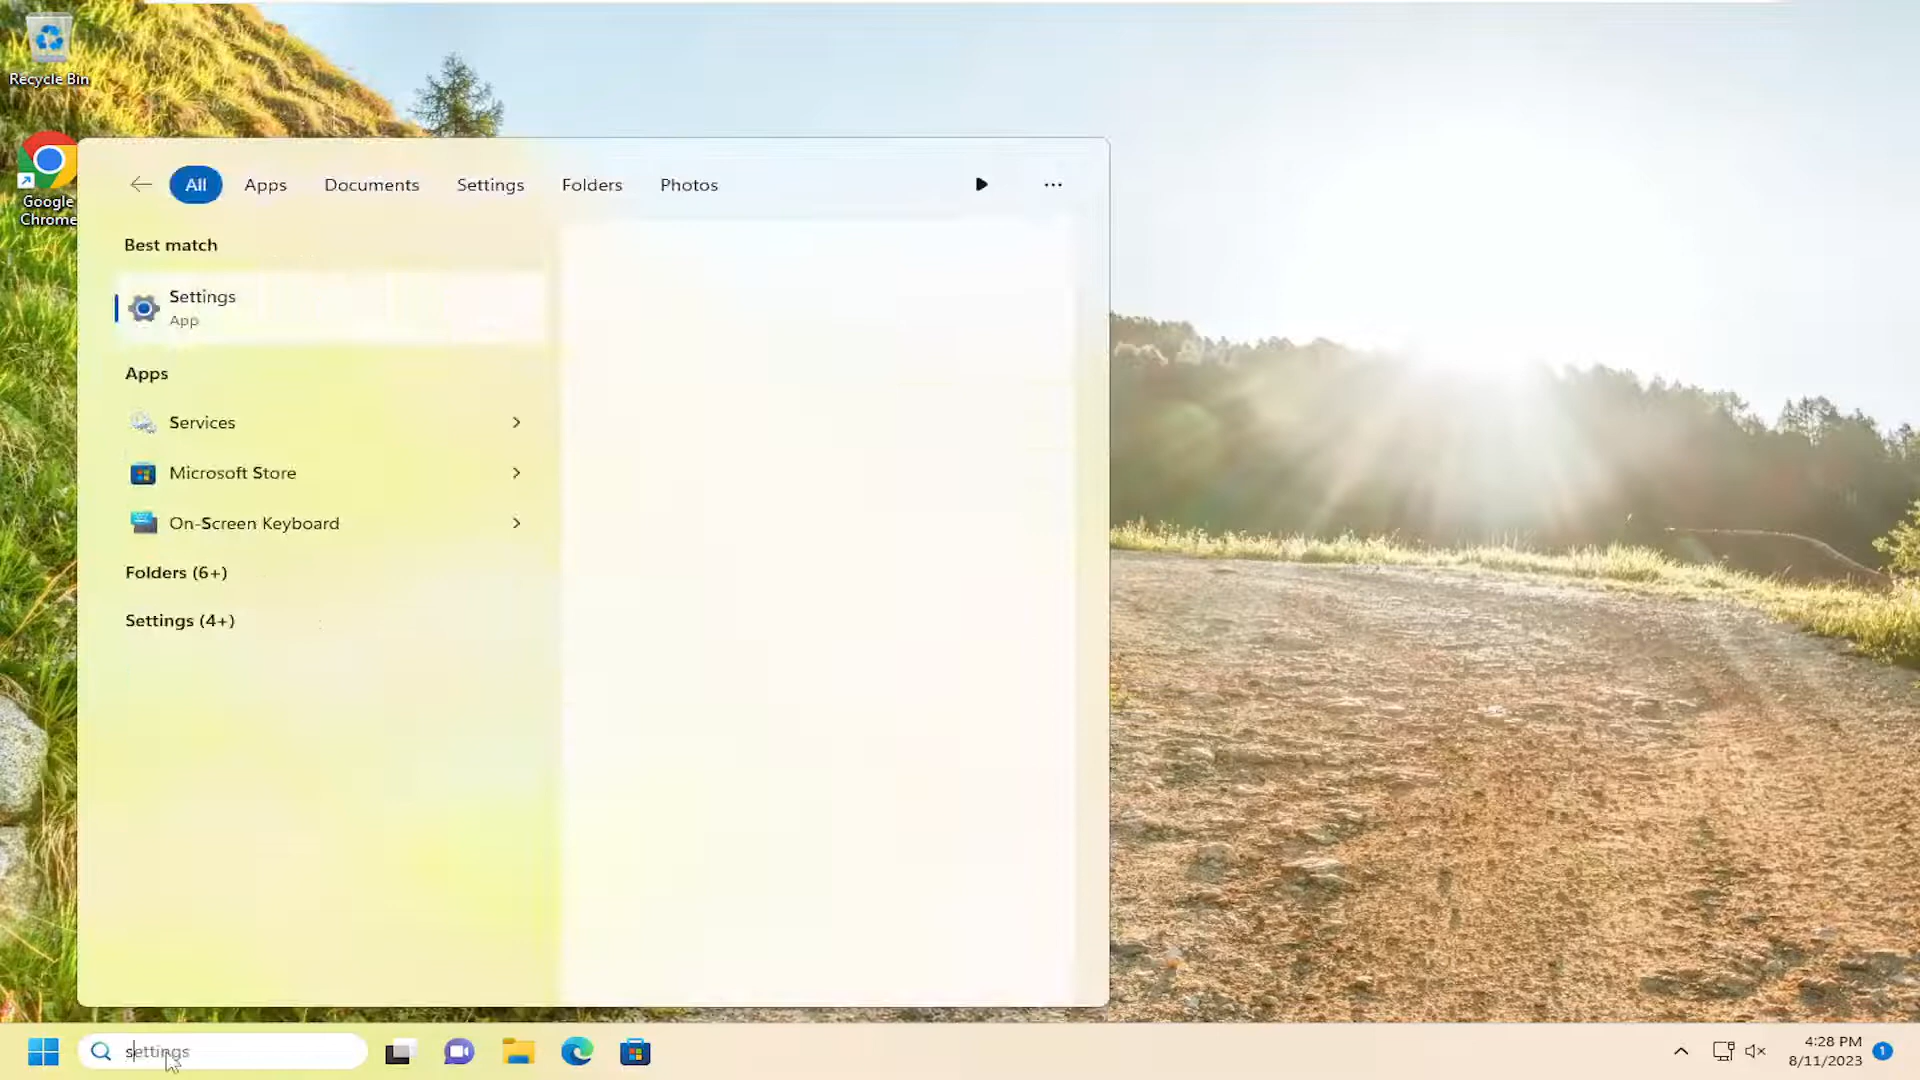 Recycle Bin
Google
Chrome
All
Apps
Documents
Settings
Folders
Photos
Best match
Settings
App
Apps
Services
Microsoft Store
On-Screen Keyboard
Folders (6+)
Settings (4+)
settings
4:28 PM
8/11/2023
1